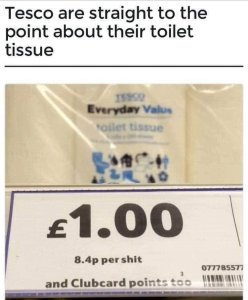 Tesco are straight to the
point about their toilet
tissue
TESCO
Everyday Value
toilet tissue
£1.00
8.4p per shit
3
077785577
and Clubcard points too